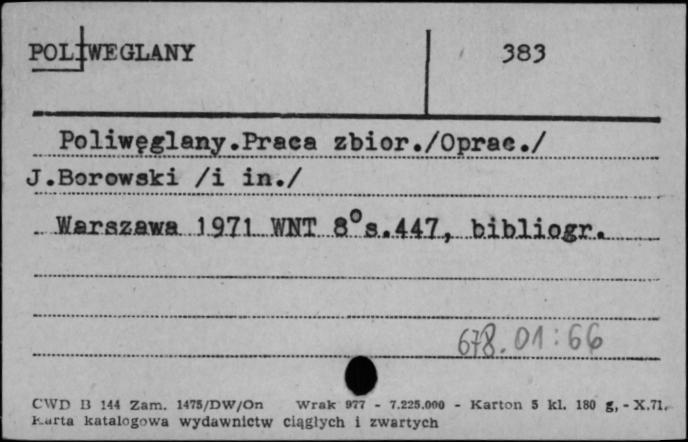 POLIWEGLANY 383
Poliwęglany.Praca zbior./Oprac./
J.Borowski /i in./
Warszawa 1971 WNT 8° s.447, bibliogr.
678.01:66
CWD B 144 Zam. 1475/DW/On Wrak 977 - 7.225.000 - Karton 5 kl. 180 g, - X.71.
Karta katalogowa wydawnictw ciągłych i zwartych